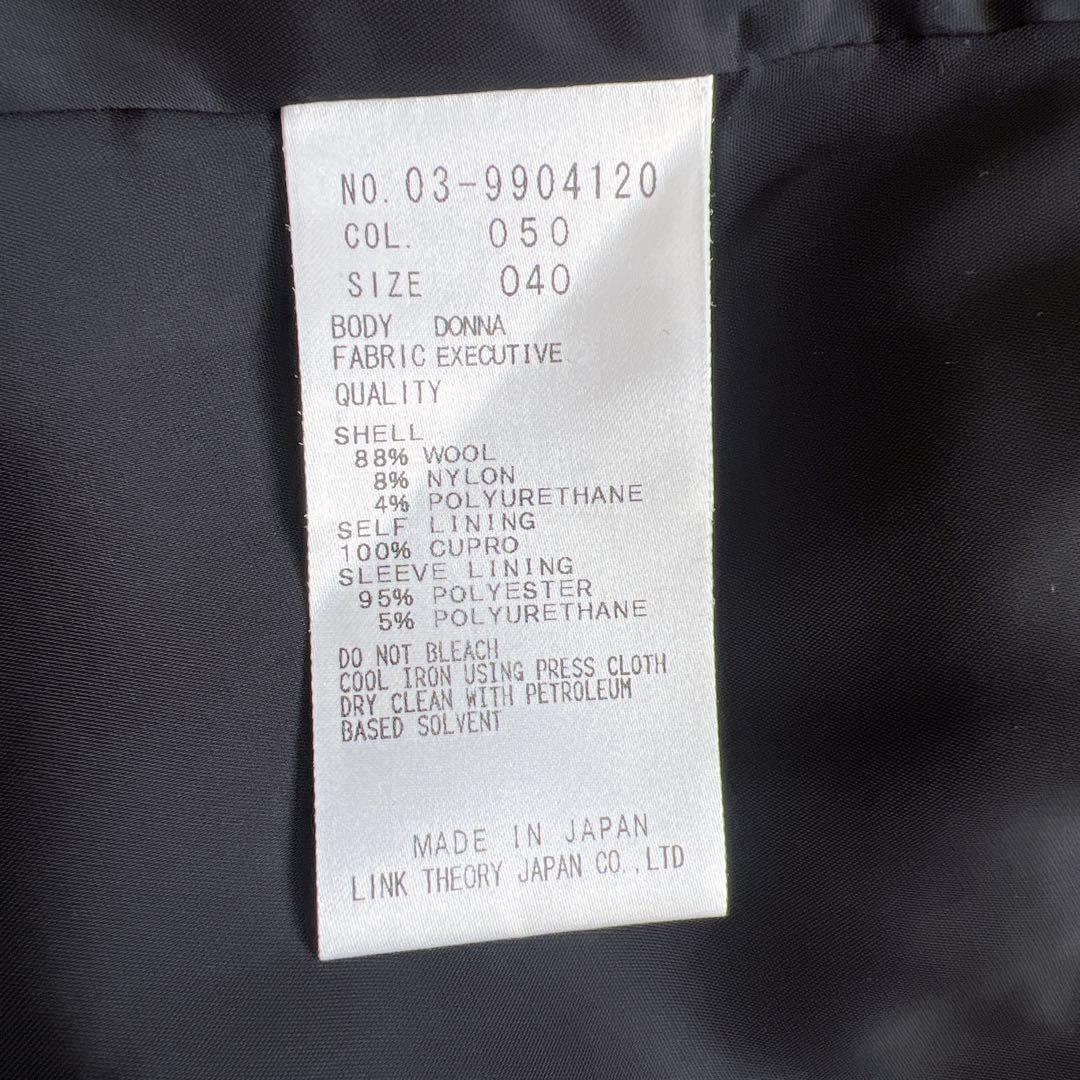 NO. 03-9904120
COL. 050
SIZE 040
BODY DONNA
FABRIC EXECUTIVE
QUALITY
SHELL
88% WOOL
8% NYLON
4% POLYURETHANE
SELF LINING
100% CUPRO
SLEEVE LINING
95% POLYESTER
5% POLYURETHANE
DO NOT BLEACH
COOL IRON USING PRESS CLOTH
DRY CLEAN WITH PETROLEUM
BASED SOLVENT
MADE IN JAPAN
LINK THEORY JAPAN CO.,LTD